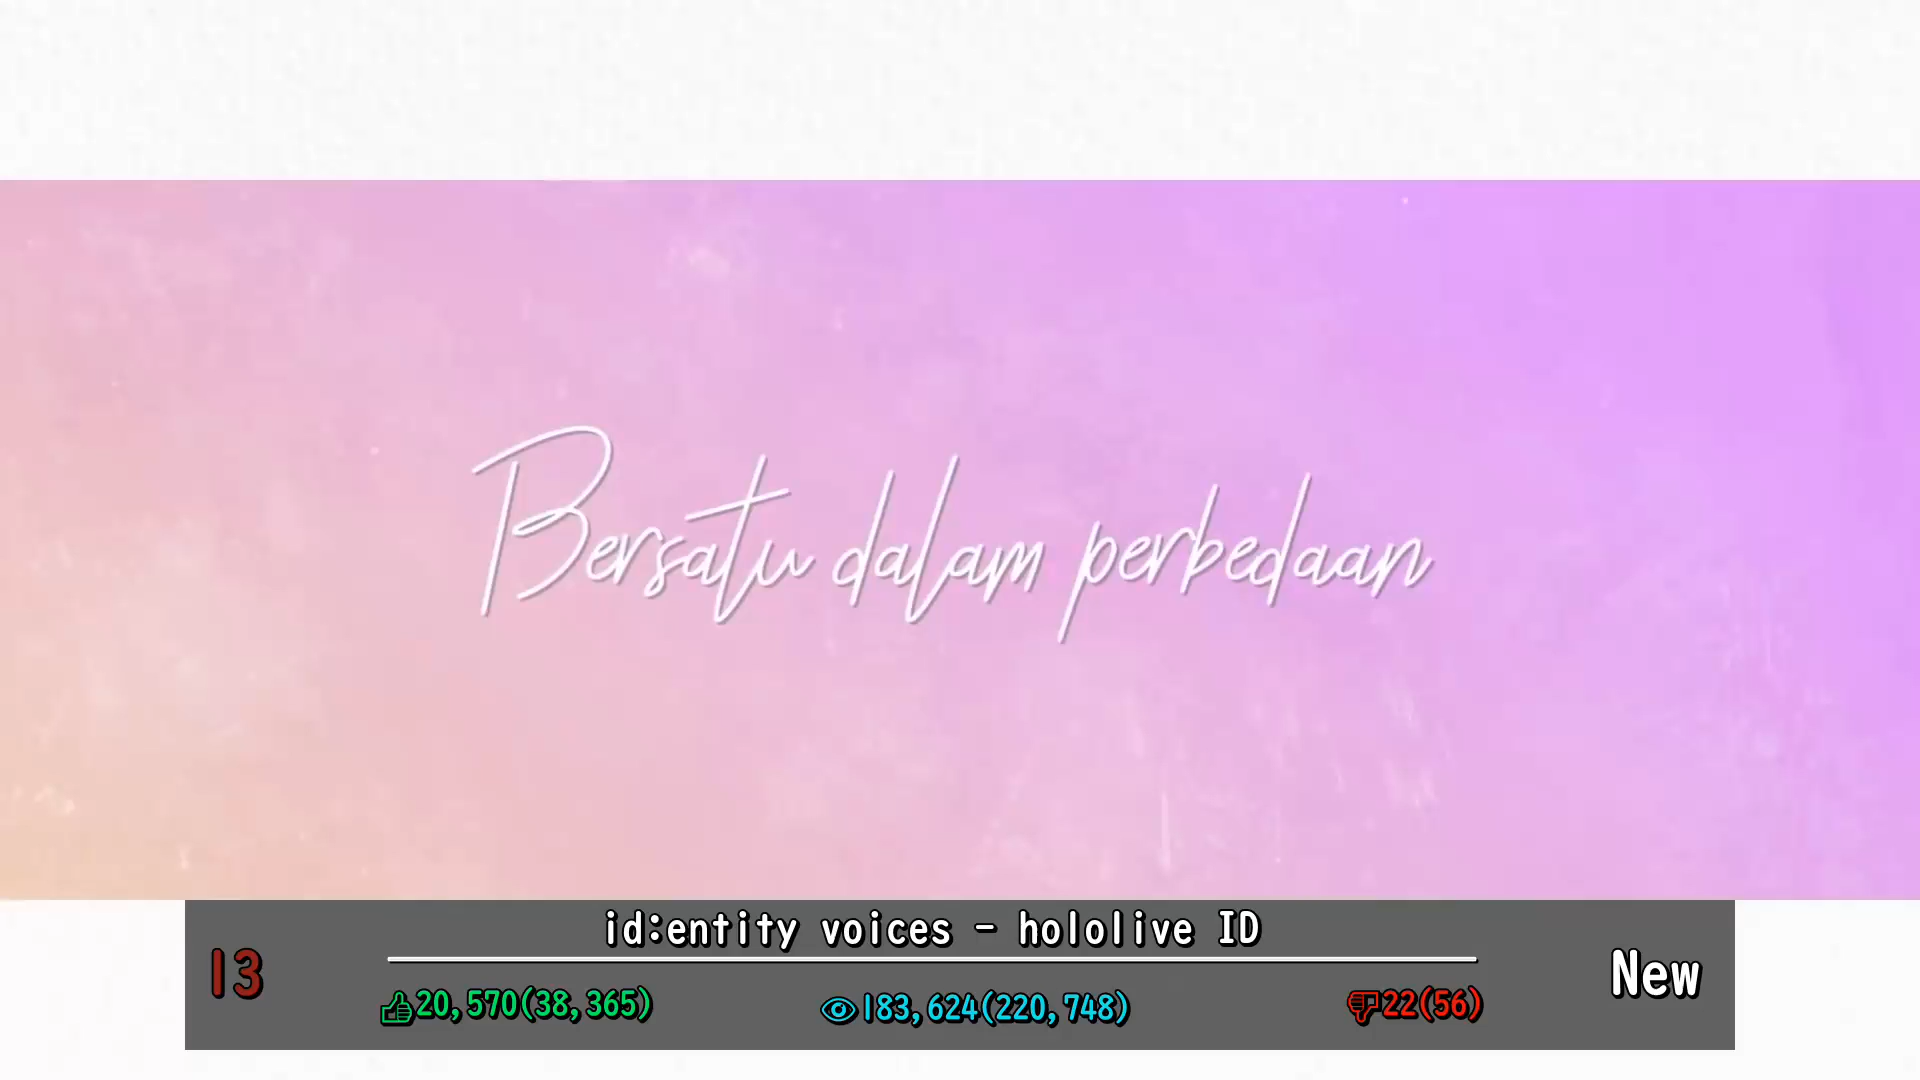 Bersatu dalam perbedaan
id:entity voices - hololive ID
13
New
20,570(38,365)
183,624(220,748)
22(56)